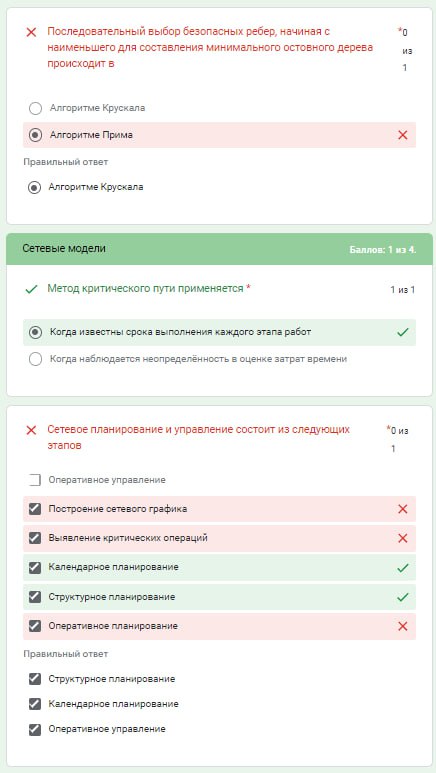 Последовательный выбор безопасных ребер, начиная с
наименьшего для составления минимального остовного дерева
происходит в
*0
из
1
Алгоритме Крускала
Алгоритме Прима
Правильный ответ
Алгоритме Крускала
Сетевые модели
Баллов: 1 из 4.
Метод критического пути применяется *
1 из 1
Когда известны срока выполнения каждого этапа работ
Когда наблюдается неопределённость в оценке затрат времени
Сетевое планирование и управление состоит из следующих
этапов
*0 из
1
Оперативное управление
Построение сетевого графика
Выявление критических операций
Календарное планирование
Структурное планирование
Оперативное планирование
Правильный ответ
Структурное планирование
Календарное планирование
Оперативное управление